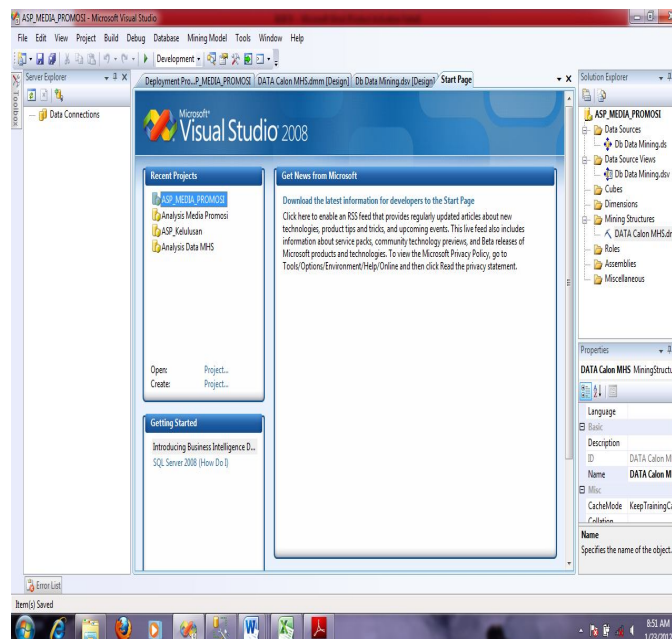 ASP_MEDIA_PROMOSI - Microsoft Visual Studio
File Edit View Project Build Debug Database Mining Model Tools Window Help
Development
Server Explorer
Toolbox
Data Connections
Deployment Pro...P_MEDIA_PROMOSI DATA Calon MHS.dmm [Design] Db Data Mining.dsv [Design] Start Page
Microsoft
Visual Studio 2008
Recent Projects
ASP_MEDIA_PROMOSI
Analysis Media Promosi
ASP_Kelulusan
Analysis Data MHS
Open: Project...
Create: Project...
Getting Started
Introducing Business Intelligence D...
SQL Server 2008 (How Do I)
Get News from Microsoft
Download the latest information for developers to the Start Page
Click here to enable an RSS feed that provides regularly updated articles about new
technologies, product tips and tricks, and upcoming events. This live feed also includes
information about service packs, community technology previews, and Beta releases of
Microsoft products and technologies. To view the Microsoft Privacy Policy, go to
Tools/Options/Environment/Help/Online and then click Read the privacy statement.
Solution Explorer
ASP_MEDIA_PROMOSI
Data Sources
Db Data Mining.ds
Data Source Views
Db Data Mining.dsv
Cubes
Dimensions
Mining Structures
DATA Calon MHS.dm
Roles
Assemblies
Miscellaneous
Properties
DATA Calon MHS MiningStructu
Language
Basic
Description
ID DATA Calon M
Name DATA Calon M
Misc
CacheMode KeepTrainingCa
Collation
Name
Specifies the name of the object.
Error List
Item(s) Saved
8:51 AM